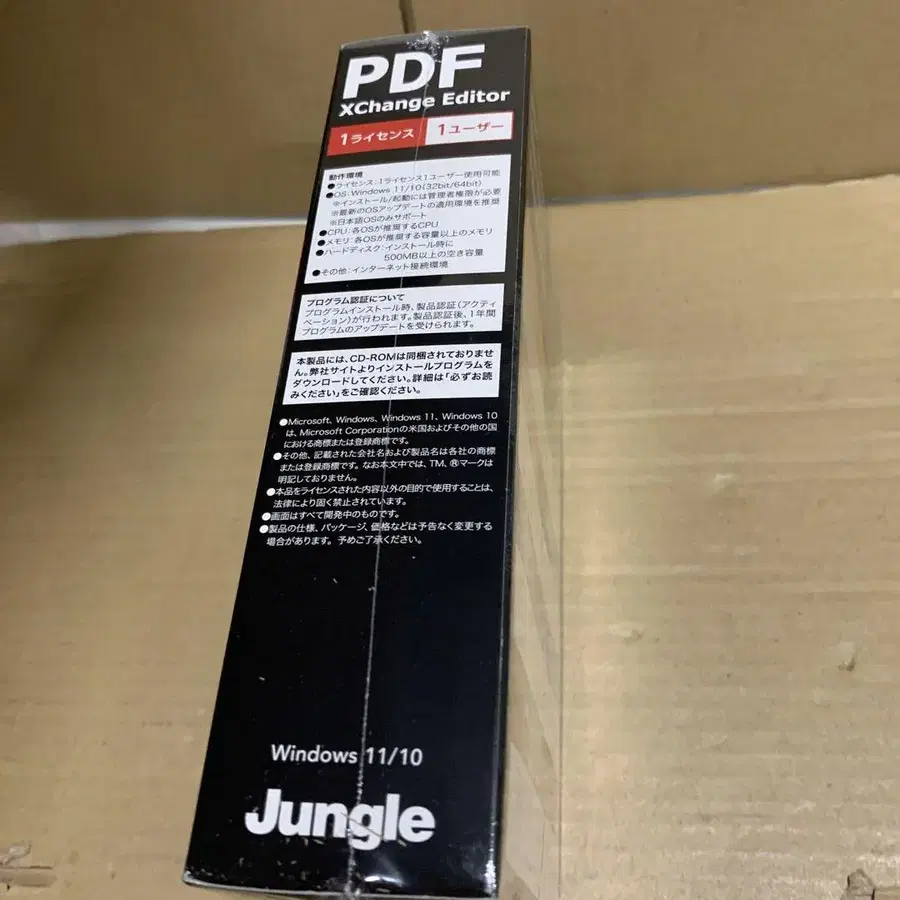 PDF
XChange Editor
1ライセンス 1ユーザー
動作環境
●ライセンス:1ライセンス1ユーザー使用可能
●OS:Windows 11/10(32bit/64bit)
※インストール/起動には管理者権限が必要
※最新のOSアップデートの適用環境を推奨
※日本語OSのみサポート
●CPU:各OSが推奨するCPU
●メモリ:各OSが推奨する容量以上のメモリ
●ハードディスク:インストール時に
500MB以上の空き容量
●その他:インターネット接続環境
プログラム認証について
プログラムインストール時、製品認証(アクティ
ベーション)が行われます。製品認証後、1年間
プログラムのアップデートを受けられます。
本製品には、CD-ROMは同梱されておりませ
ん。弊社サイトよりインストールプログラムを
ダウンロードしてください。詳細は「必ずお読
みください」をご確認ください。
●Microsoft、Windows、Windows 11、Windows 10
は、Microsoft Corporationの米国およびその他の国
における商標または登録商標です。
●その他、記載された会社名および製品名は各社の商標
または登録商標です。なお本文中では、TM、®マークは
明記しておりません。
●本品をライセンスされた内容以外の目的で使用することは、
法律により固く禁止されています。
●画面はすべて開発中のものです。
●製品の仕様、パッケージ、価格などは予告なく変更する
場合があります。予めご了承ください。
Windows 11/10
Jungle